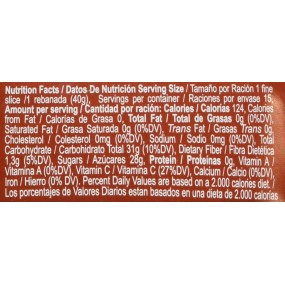 Nutrition Facts / Datos De Nutrición Serving Size / Tamaño por Ración 1 fine
slice /1 rebanada (40g), Servings per container / Raciones por envase 15,
Amount per serving / Cantidad por ración: Calories / Calorías 124, Calories
from Fat / Calorías de Grasa 0, Total Fat / Total de Grasas 0g (0%DV),
Saturated Fat / Grasa Saturada 0g (0%DV), Trans Fat / Grasas Trans 0g,
Cholesterol / Colesterol 0mg (0%DV), Sodium / Sodio 0mg (0%DV), Total
Carbohydrate / Carbohidrato Total 31g (10%DV), Dietary Fiber / Fibra Dietética
1,3g (5%DV), Sugars / Azúcares 28g, Protein / Proteins 0g, Vitamin A /
Vitamina A (0%DV), Vitamin C / Vitamina C (27%DV), Calcium / Calcio (0%DV),
Iron / Hierro (0% DV). Percent Daily Values are based on a 2,000 calories diet. /
Los porcentajes de Valores Diarios estan basados en una dieta de 2.000 calorías